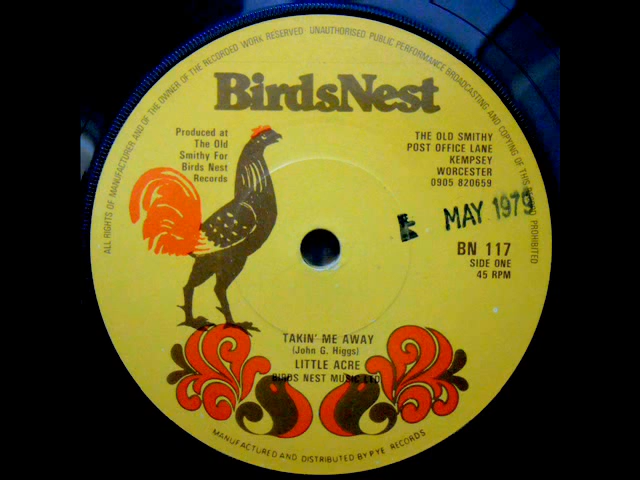 ALL RIGHTS OF MANUFACTURER AND OF THE OWNER OF THE RECORDED WORK RESERVED UNAUTHORISED PUBLIC PERFORMANCE BROADCASTING AND COPYING OF THIS PROHIBITED
BirdsNest
Produced at
The Old
Smithy For
Birds Nest
Records
THE OLD SMITHY
POST OFFICE LANE
KEMPSEY
WORCESTER
0905 820659
MAY 1979
BN 117
SIDE ONE
45 RPM
TAKIN' ME AWAY
(John G. Higgs)
LITTLE ACRE
BIRDS NEST MUSIC LTD
MANUFACTURED AND DISTRIBUTED BY PYE RECORDS